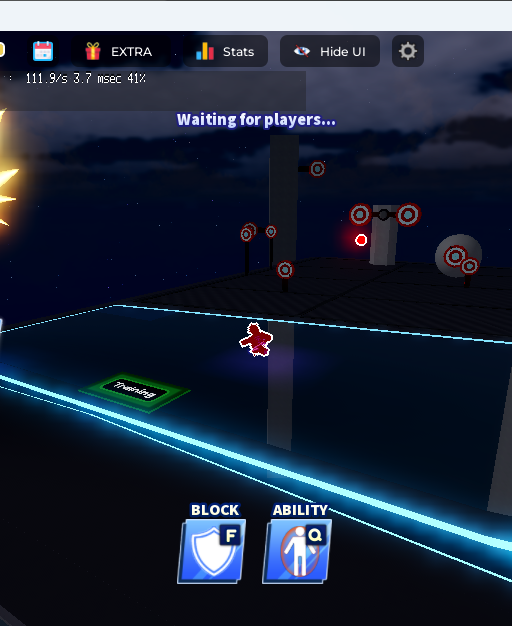 EXTRA
Stats
Hide UI
: 111.9/s 3.7 msec 41%
Waiting for players...
Training
BLOCK
ABILITY
F
Q